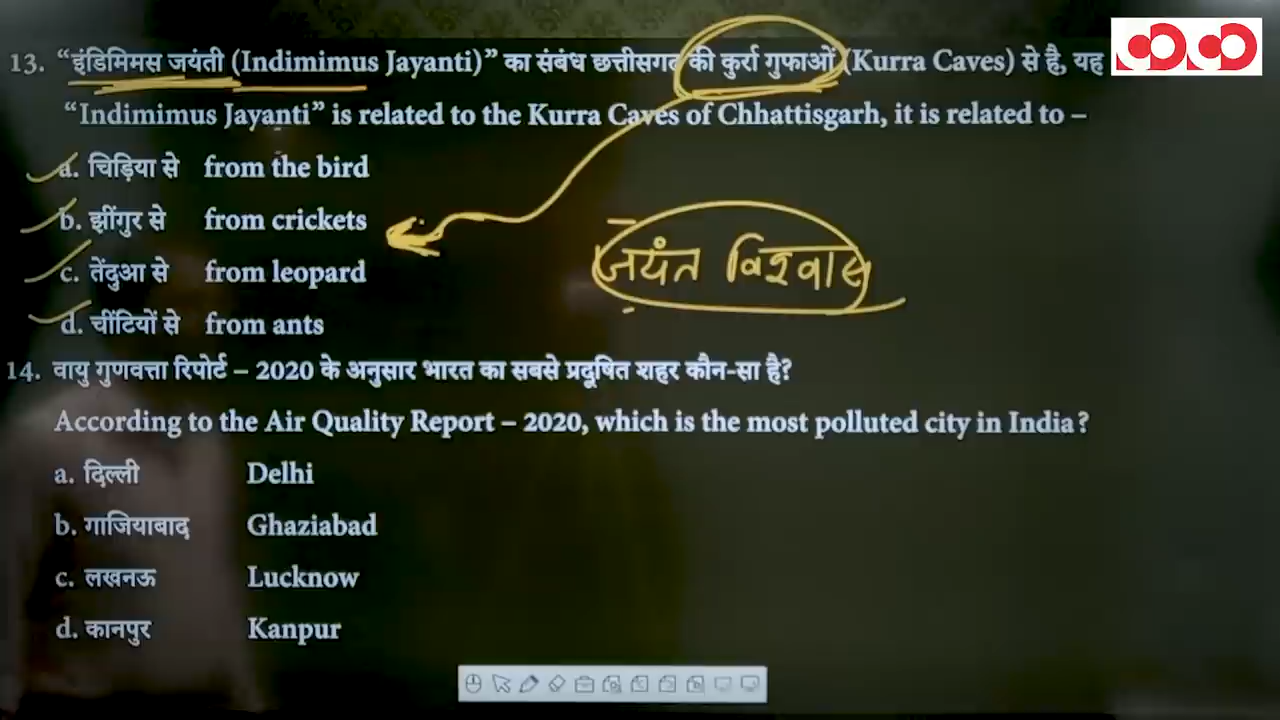 13. “इंडिमिमस जयंती (Indimimus Jayanti)” का संबंध छत्तीसगढ़ की कुर्रा गुफाओं (Kurra Caves) से है, यह
“Indimimus Jayanti” is related to the Kurra Caves of Chhattisgarh, it is related to –
a. चिड़िया से from the bird
b. झींगुर से from crickets
c. तेंदुआ से from leopard
जयंत विश्वास
d. चींटियों से from ants
14. वायु गुणवत्ता रिपोर्ट – 2020 के अनुसार भारत का सबसे प्रदूषित शहर कौन-सा है?
According to the Air Quality Report – 2020, which is the most polluted city in India?
a. दिल्ली Delhi
b. गाजियाबाद Ghaziabad
c. लखनऊ Lucknow
d. कानपुर Kanpur